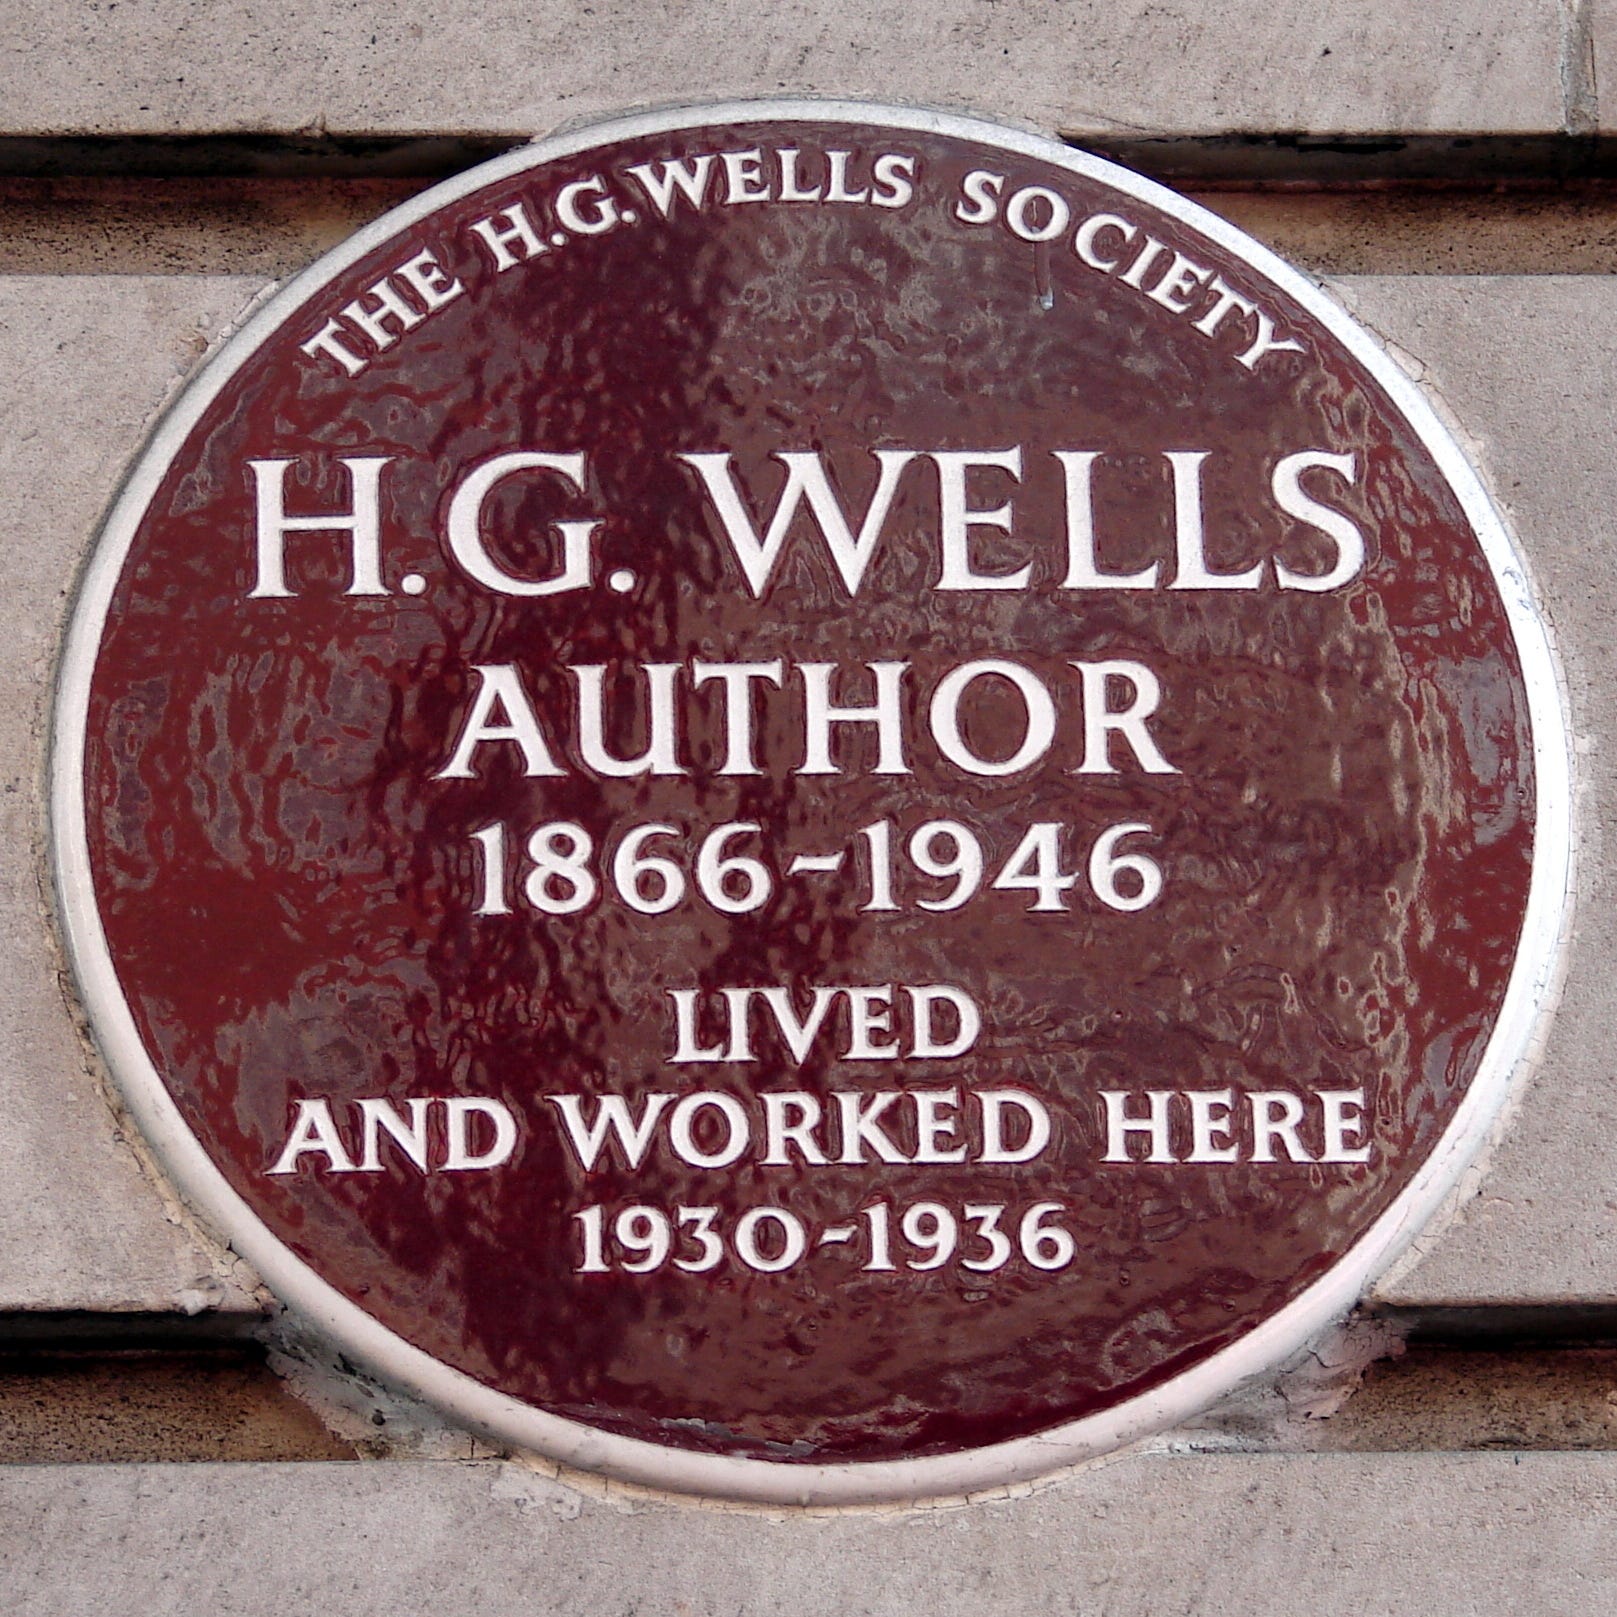 THE H.G. WELLS SOCIETY
H.G. WELLS
AUTHOR
1866-1946
LIVED
AND WORKED HERE
1930-1936